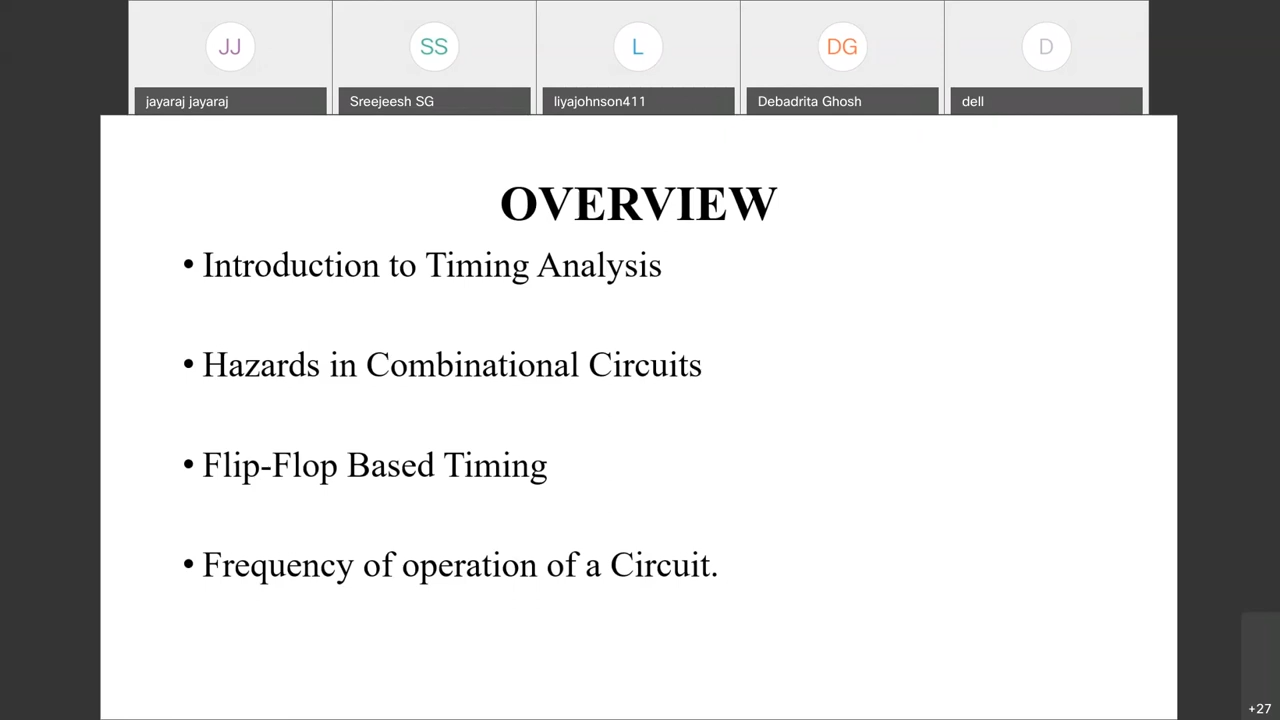 JJ
SS
L
DG
D
jayaraj jayaraj
Sreejeesh SG
liyajohnson411
Debadrita Ghosh
dell
OVERVIEW
• Introduction to Timing Analysis
• Hazards in Combinational Circuits
• Flip-Flop Based Timing
• Frequency of operation of a Circuit.
+27